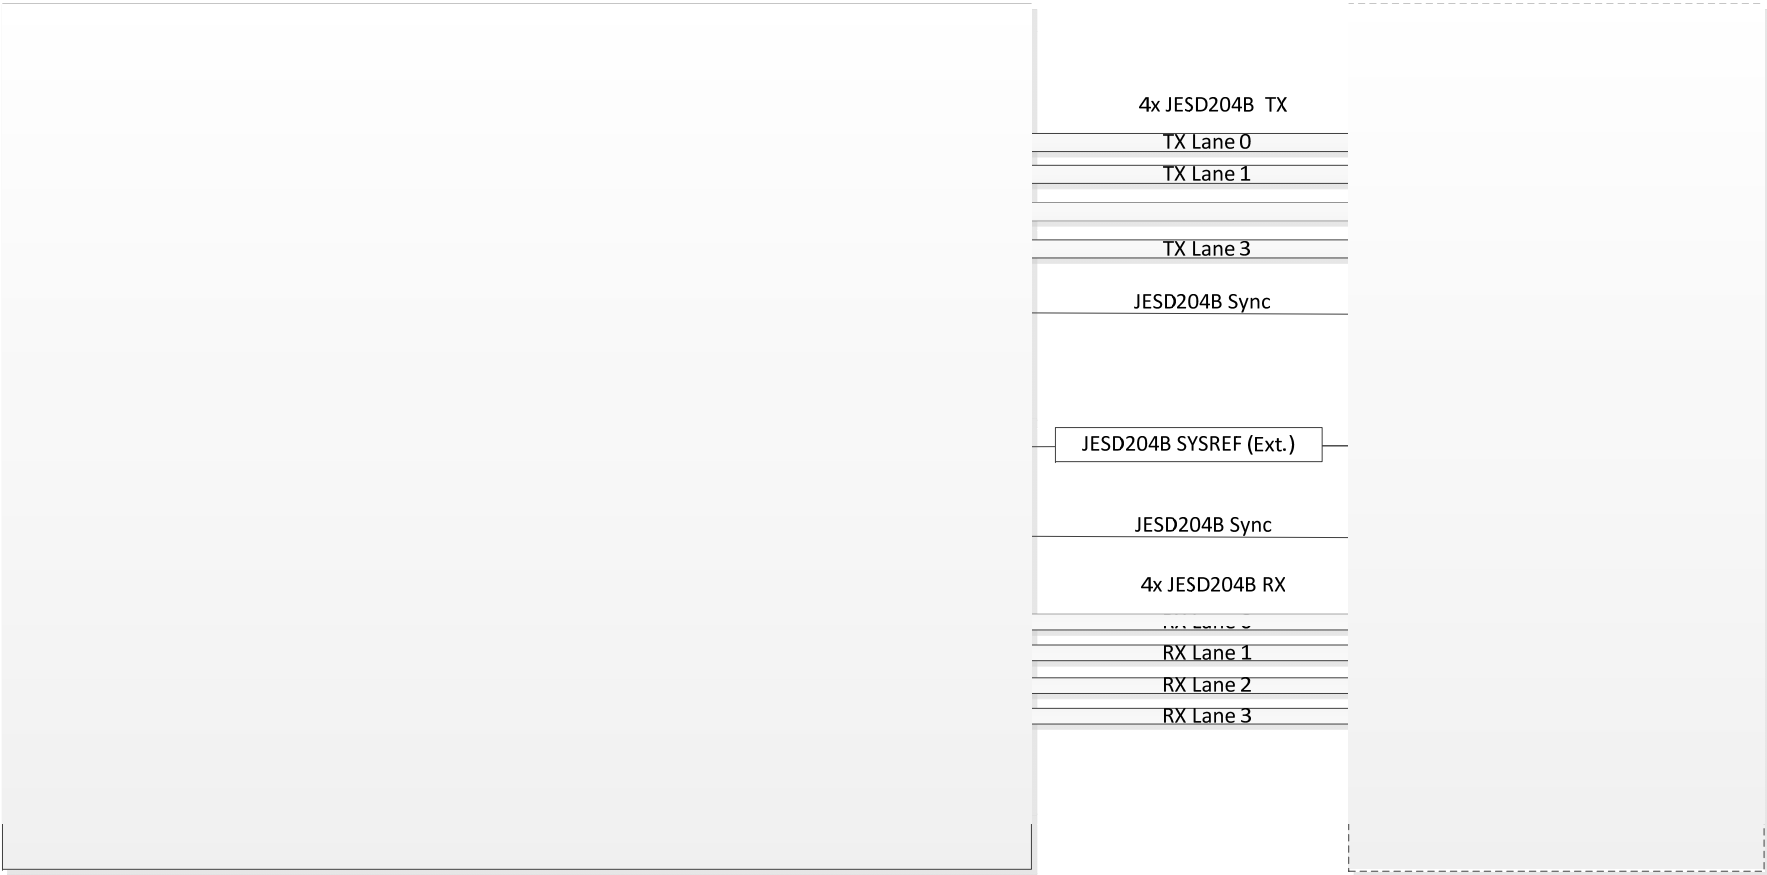 4x JESD204B TX
TX Lane 0
TX Lane 1
TX Lane 3
JESD204B Sync
JESD204B SYSREF (Ext.)
JESD204B Sync
4x JESD204B RX
RX Lane 1
RX Lane 2
RX Lane 3